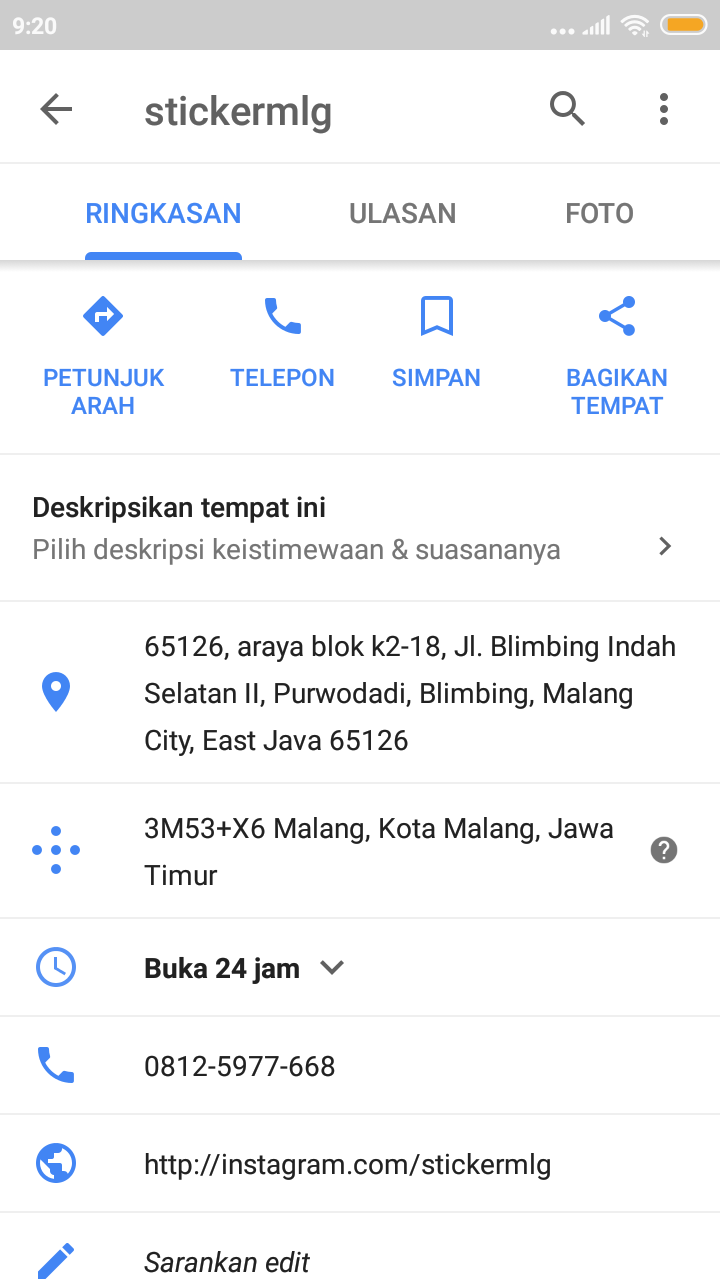 9:20
stickermlg
RINGKASAN
ULASAN
FOTO
PETUNJUK
ARAH
TELEPON
SIMPAN
BAGIKAN
TEMPAT
Deskripsikan tempat ini
Pilih deskripsi keistimewaan & suasananya
65126, araya blok k2-18, Jl. Blimbing Indah
Selatan II, Purwodadi, Blimbing, Malang
City, East Java 65126
3M53+X6 Malang, Kota Malang, Jawa
Timur
Buka 24 jam
0812-5977-668
http://instagram.com/stickermlg
Sarankan edit